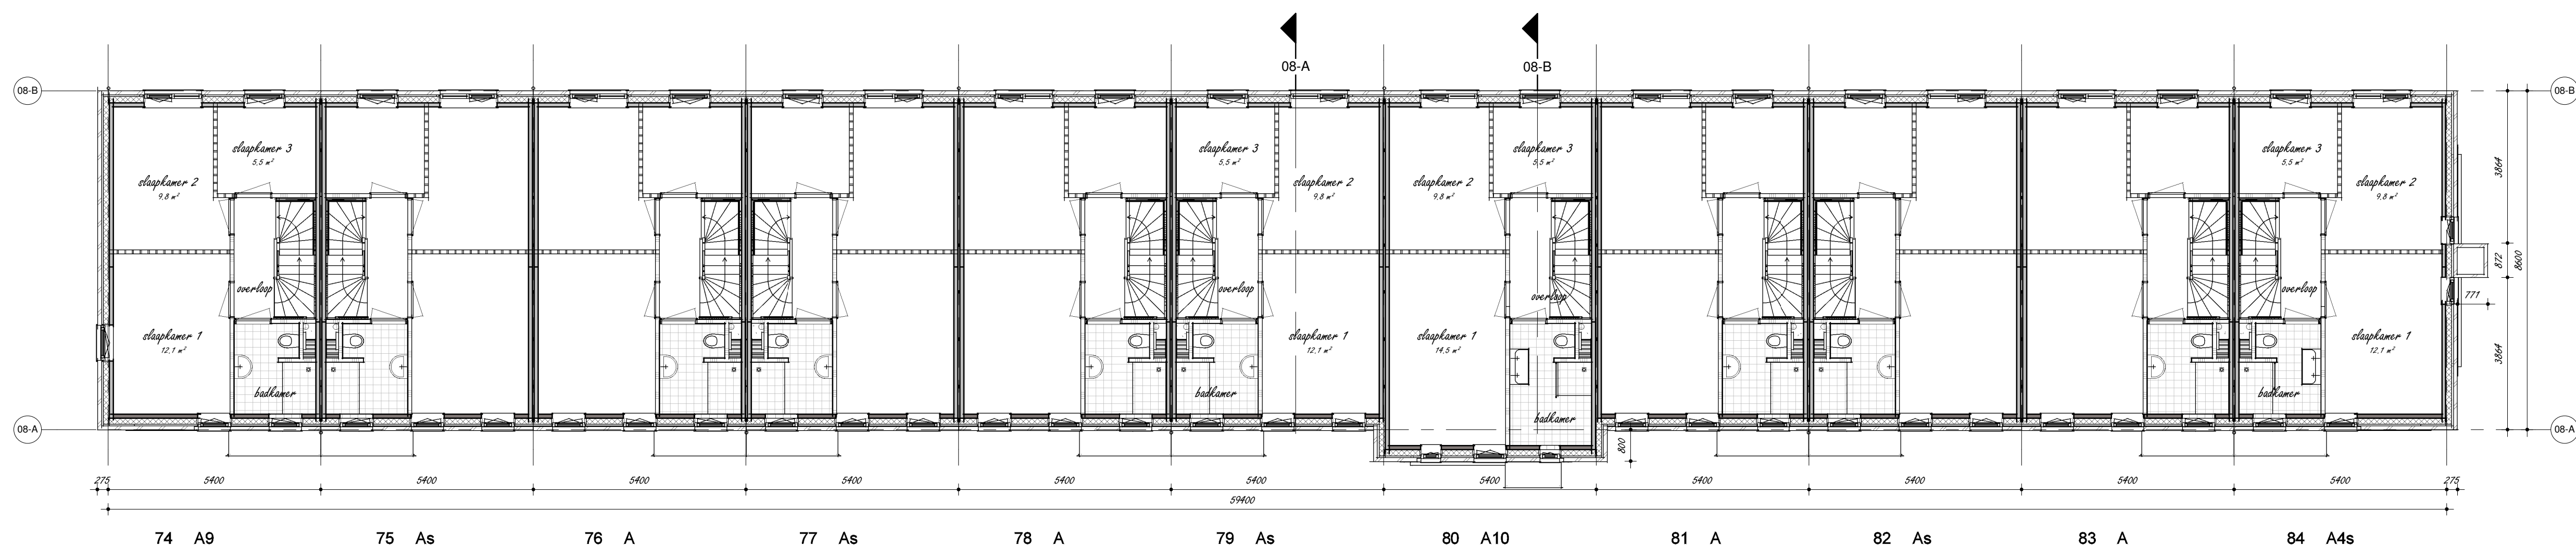 08-A
08-B
08-B
08-B
slaapkamer 3
5,5 m²
slaapkamer 2
9,8 m²
overloop
slaapkamer 1
12,1 m²
badkamer
slaapkamer 3
5,5 m²
slaapkamer 2
9,8 m²
overloop
slaapkamer 1
12,1 m²
badkamer
slaapkamer 3
5,5 m²
slaapkamer 2
9,8 m²
overloop
slaapkamer 1
14,5 m²
badkamer
slaapkamer 3
5,5 m²
slaapkamer 2
9,8 m²
overloop
slaapkamer 1
12,1 m²
badkamer
3864
872
8600
771
3864
800
08-A
08-A
275 5400 5400 5400 5400 5400 5400 5400 5400 5400 5400 5400 275
59400
74 A9 75 As 76 A 77 As 78 A 79 As 80 A10 81 A 82 As 83 A 84 A4s